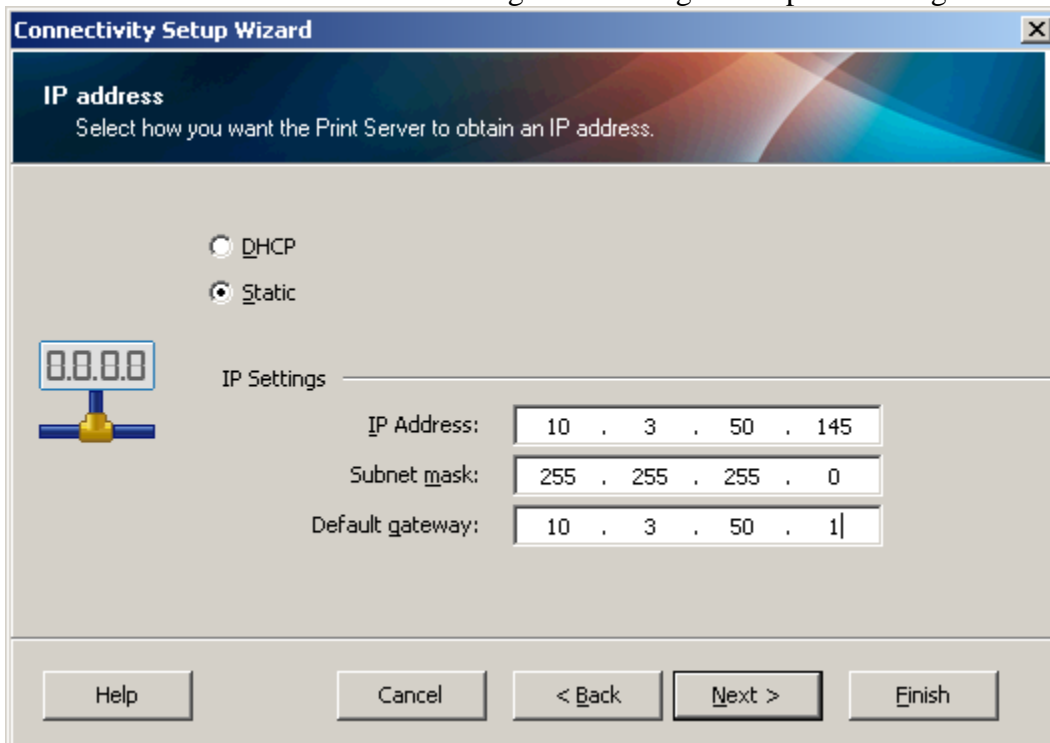 Connectivity Setup Wizard
IP address
Select how you want the Print Server to obtain an IP address.
DHCP
Static
8.8.8.8
IP Settings
IP Address: 10 . 3 . 50 . 145
Subnet mask: 255 . 255 . 255 . 0
Default gateway: 10 . 3 . 50 . 1
Help Cancel < Back Next > Finish